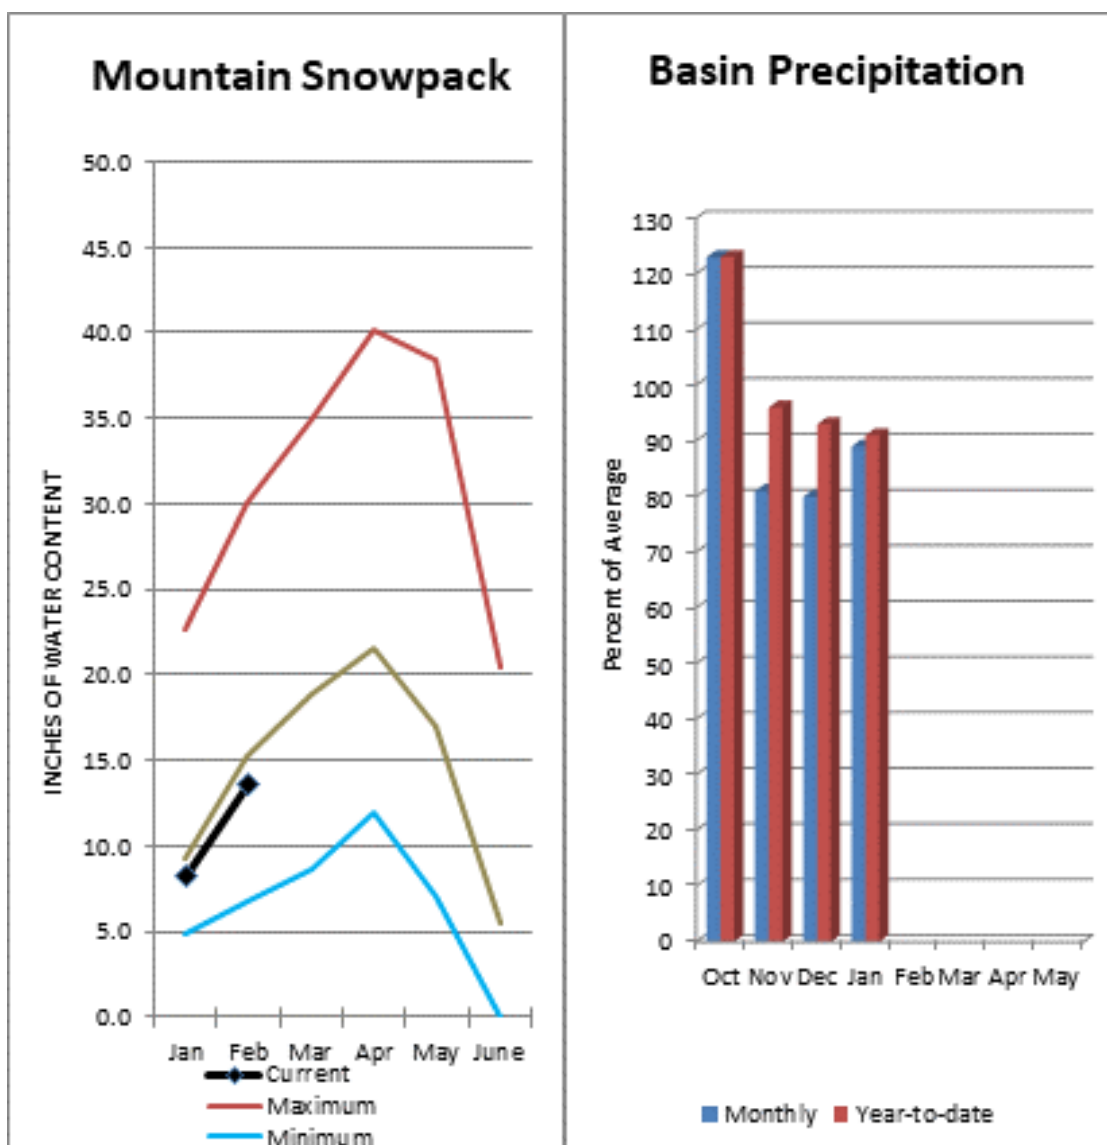 Mountain Snowpack
50.0
45.0
40.0
35.0
30.0
25.0
20.0
15.0
10.0
5.0
0.0
INCHES OF WATER CONTENT
Jan Feb Mar Apr May June
Current
Maximum
Minimum
Basin Precipitation
130
120
110
100
90
80
70
60
50
40
30
20
10
0
Percent of Average
Oct Nov Dec Jan Feb Mar Apr May
Monthly Year-to-date